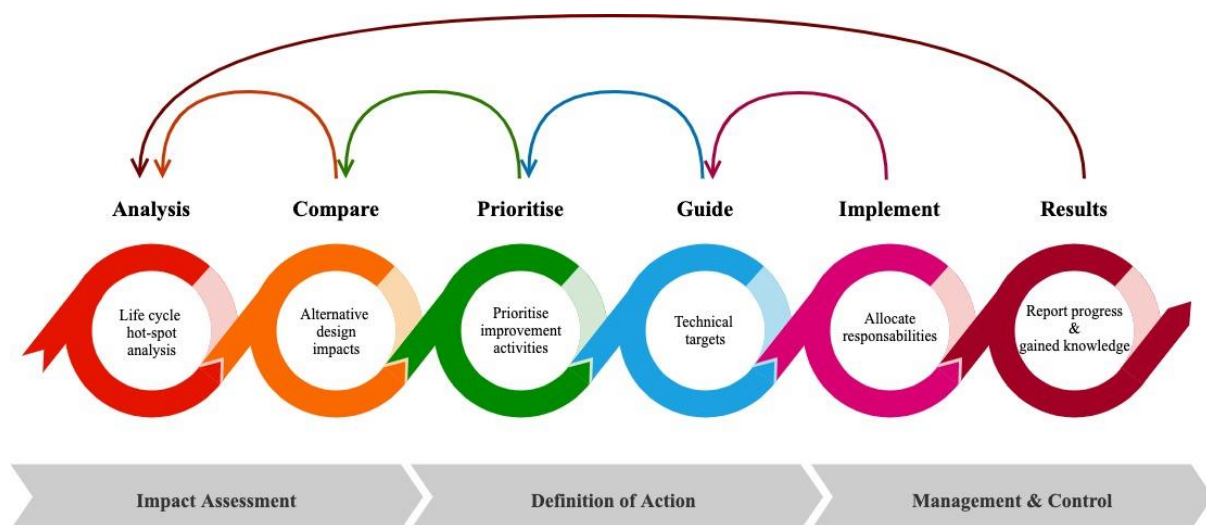 Analysis
Compare
Prioritise
Guide
Implement
Results
Life cycle
hot-spot
analysis
Alternative
design
impacts
Prioritise
improvement
activities
Technical
targets
Allocate
responsabilities
Report progress
&
gained knowledge
Impact Assessment
Definition of Action
Management & Control